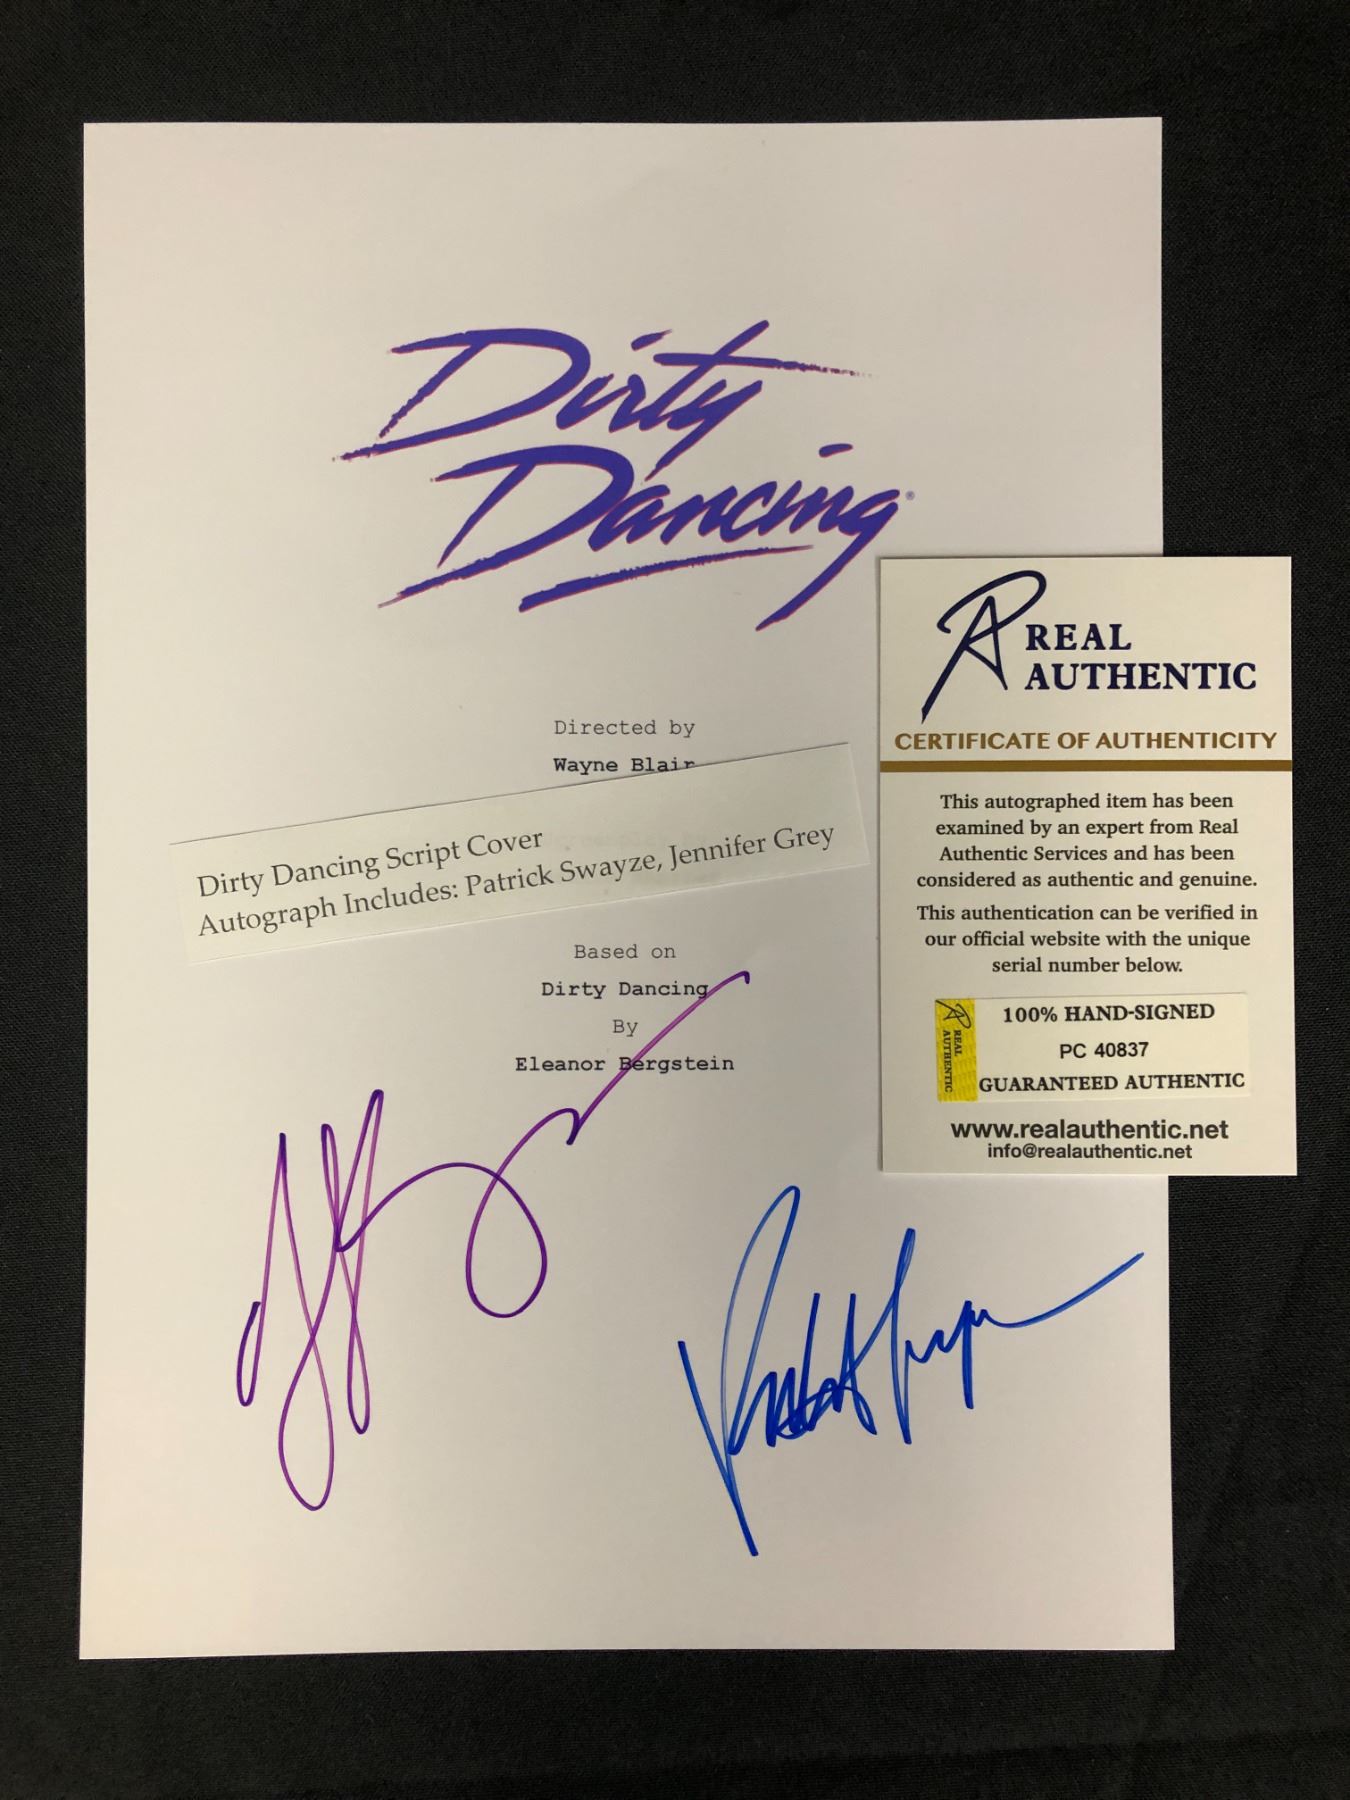 Dirty
Dancing®
Directed by
Wayne Blair
Dirty Dancing Script Cover
Autograph Includes: Patrick Swayze, Jennifer Grey
Based on
Dirty Dancing
By
Eleanor Bergstein
REAL
AUTHENTIC
CERTIFICATE OF AUTHENTICITY
This autographed item has been
examined by an expert from Real
Authentic Services and has been
considered as authentic and genuine.
This authentication can be verified in
our official website with the unique
serial number below.
REAL
AUTHENTIC
100% HAND-SIGNED
PC 40837
GUARANTEED AUTHENTIC
www.realauthentic.net
info@realauthentic.net